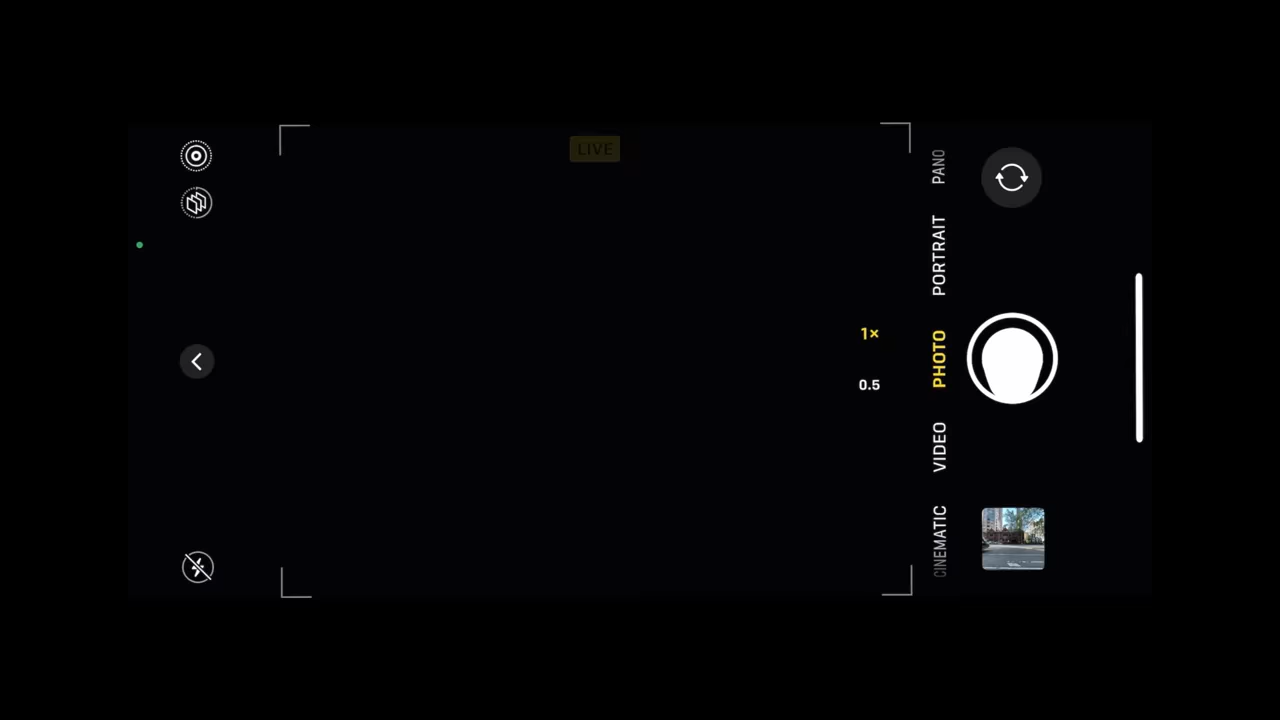 LIVE
PANO
PORTRAIT
1×
PHOTO
0.5
VIDEO
CINEMATIC